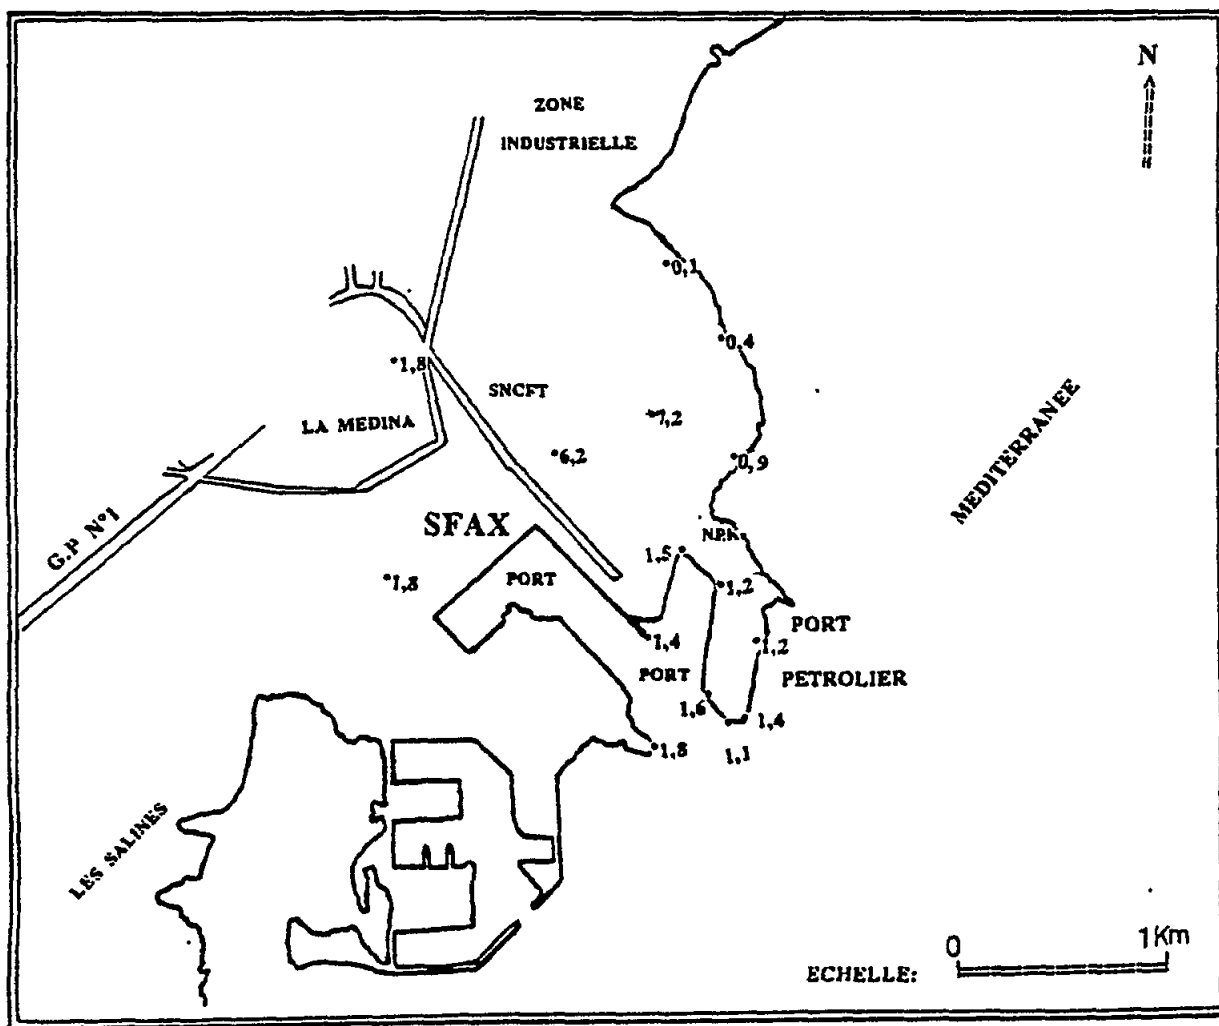 N
ZONE
INDUSTRIELLE
0,1
0,4
1,8
SNCFT
7,2
LA MEDINA
6,2
0,9
MEDITERRANEE
G.P N°1
SFAX
N.P.K
1,5
PORT
1,8
1,2
PORT
1,4
1,2
PORT
PETROLIER
1,6
1,4
1,8
1,1
LES SALINES
0
1Km
ECHELLE: